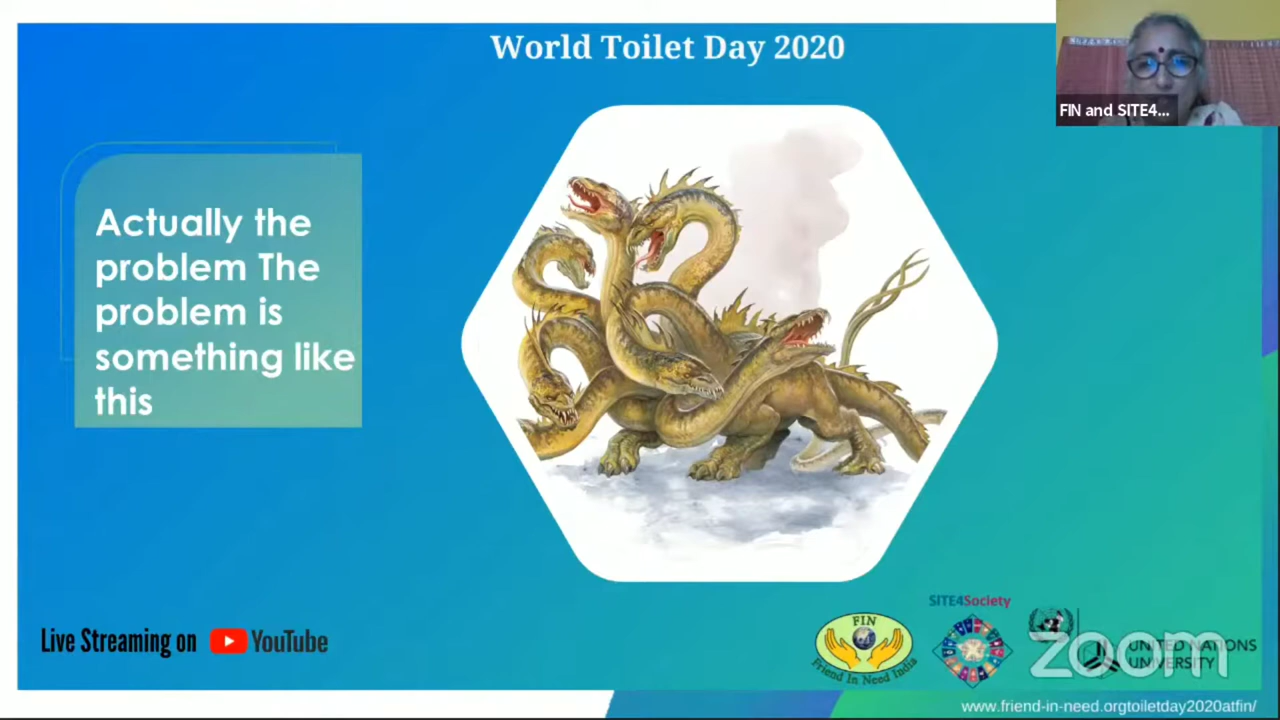 World Toilet Day 2020
FIN and SITE4...
Actually the
problem The
problem is
something like
this
Live Streaming on YouTube
FIN
Friend In Need India
SITE4Society
UNITED NATIONS
UNIVERSITY
zoom
www.friend-in-need.orgtoiletday2020atfin/